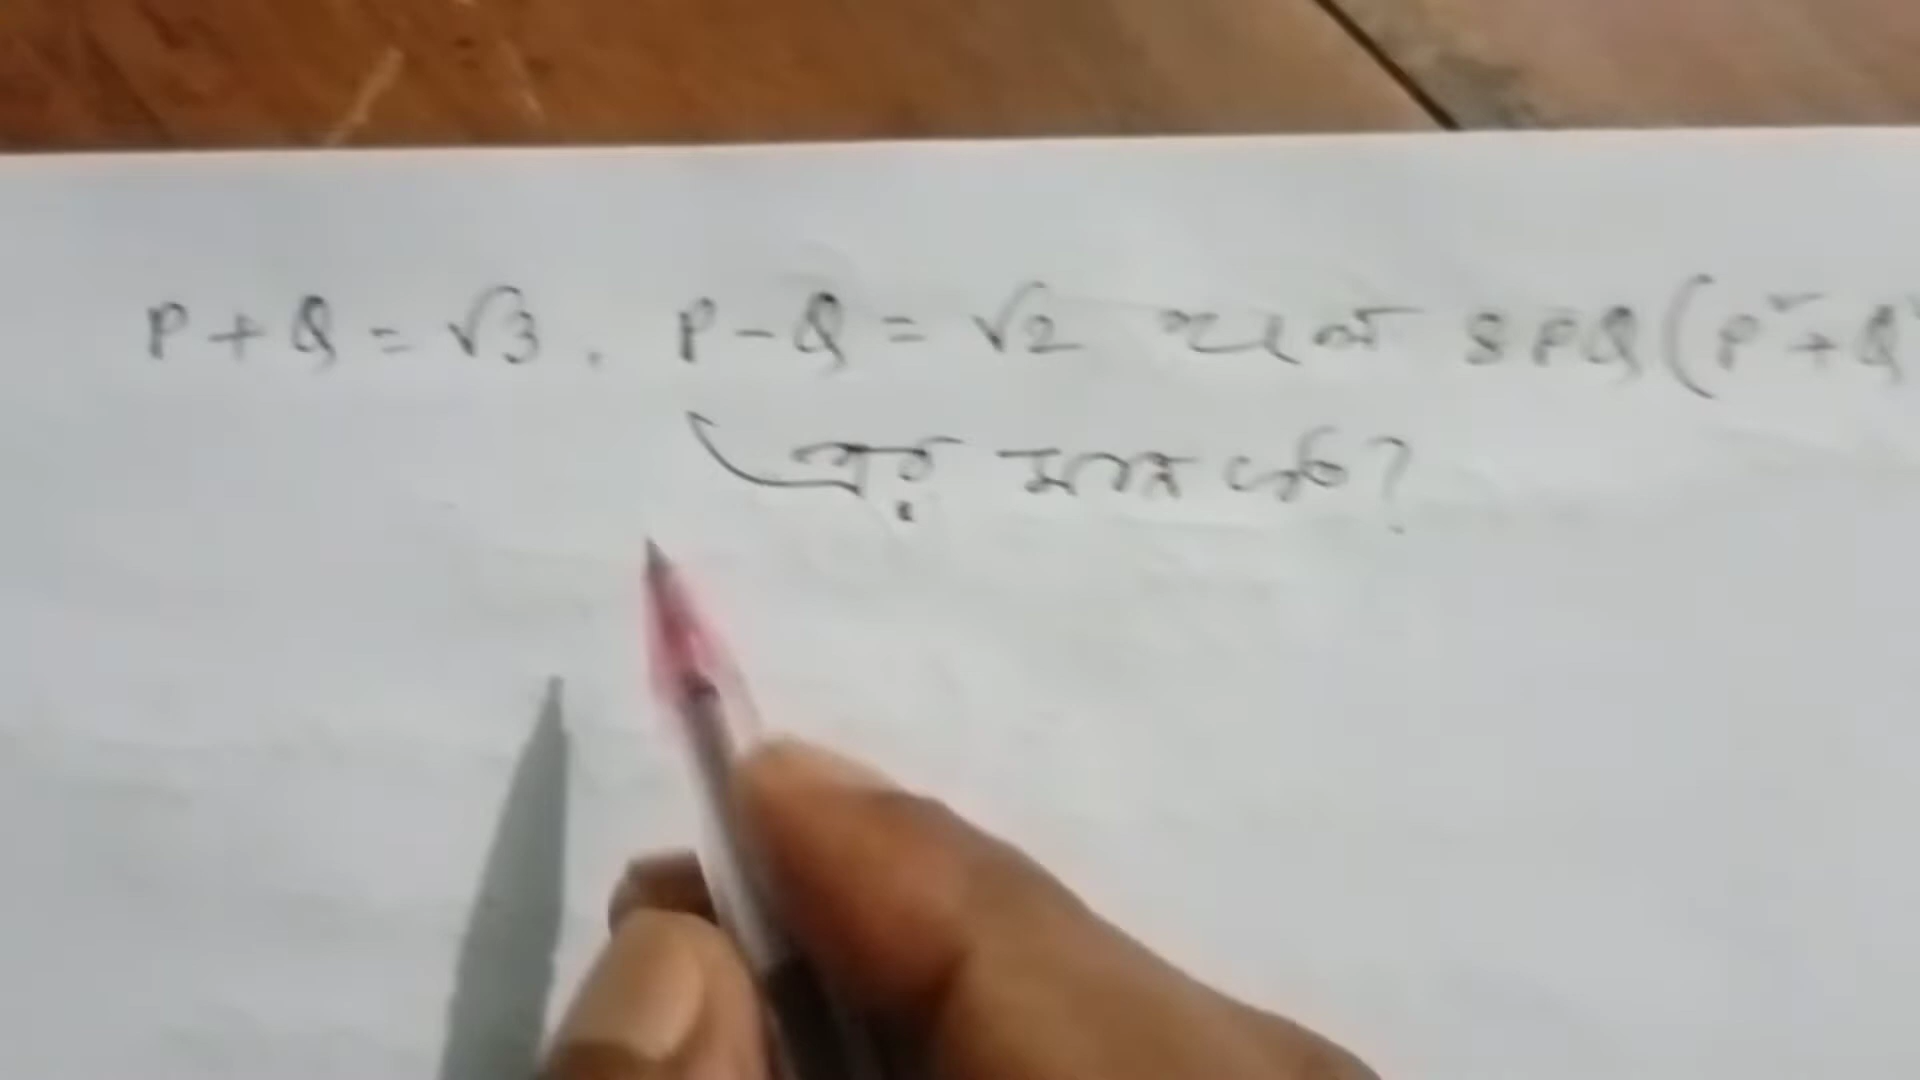 P+Q=√3. P-Q=√2 হলে 8PQ(P²+Q²
এর মান কত?